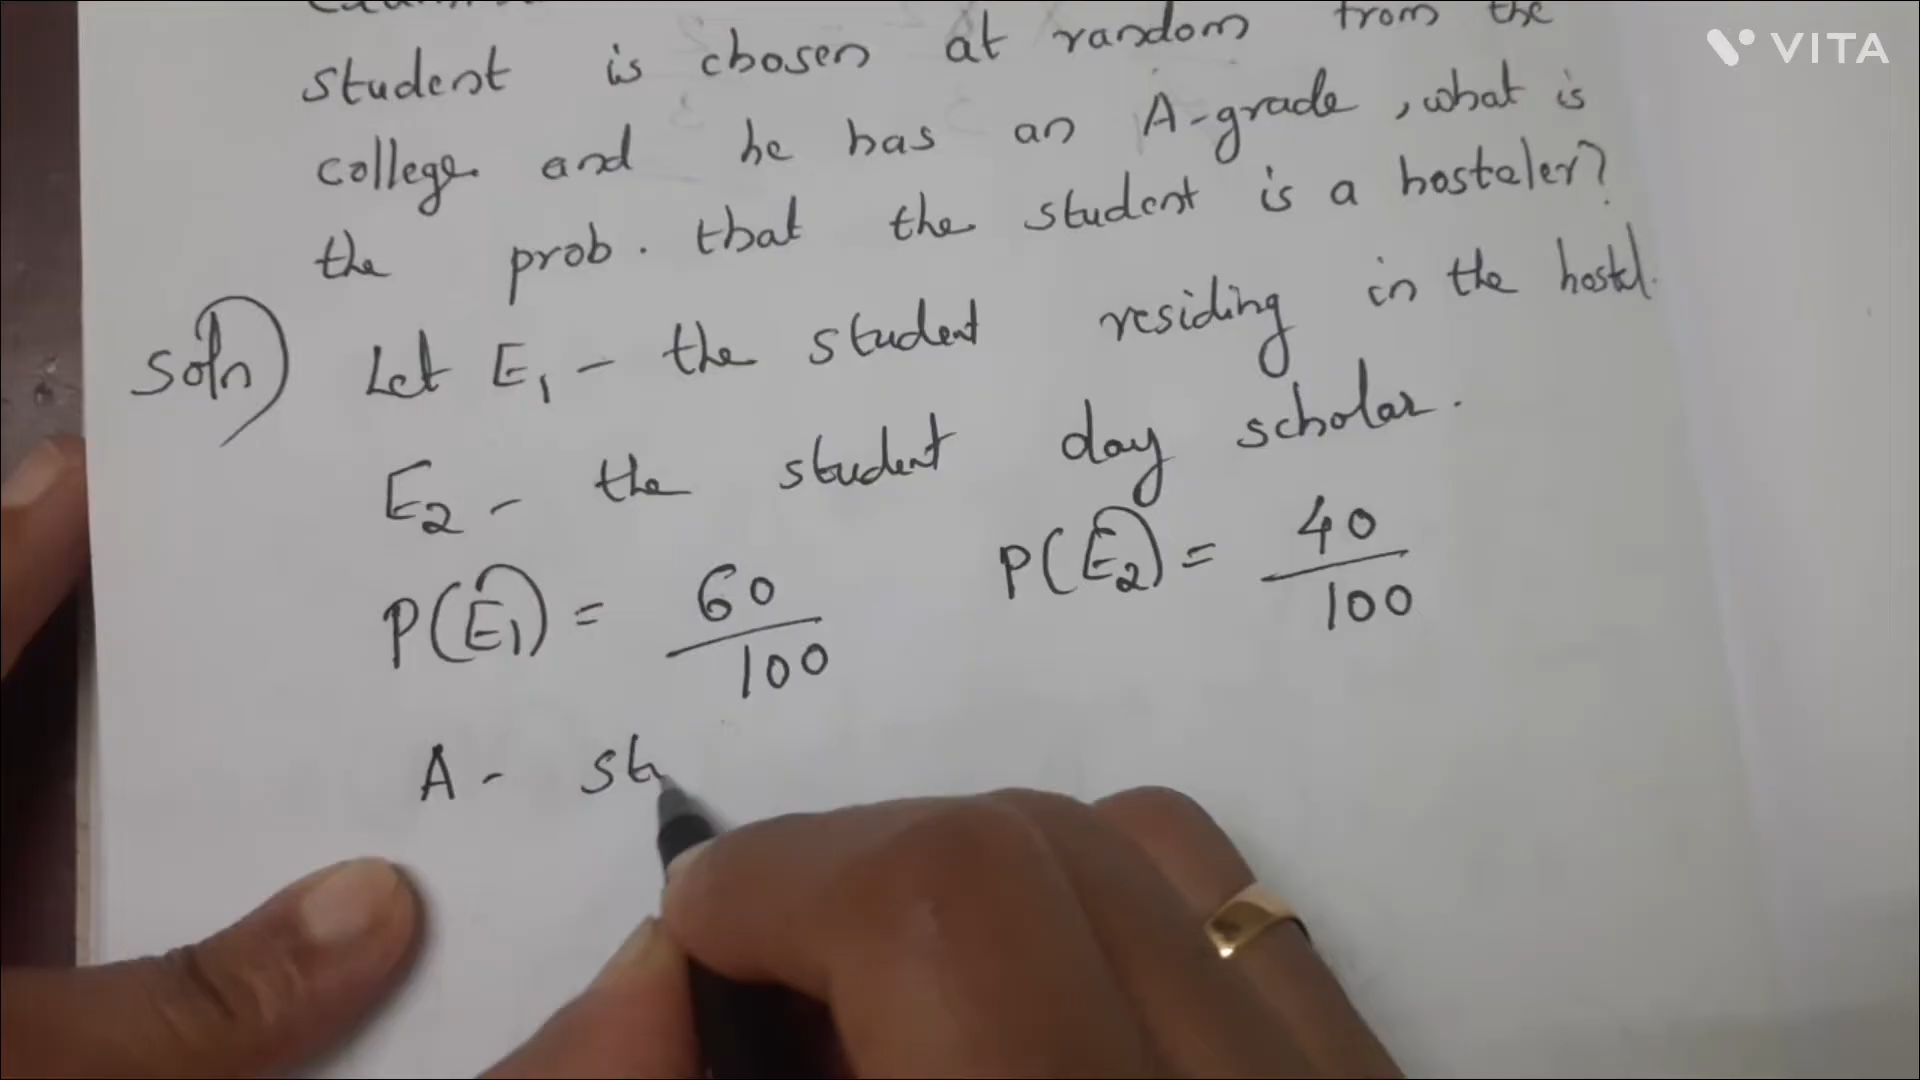 student is chosen at random from the
college and he has an A-grade, what is
the prob. that the student is a hosteler?
Soln) Let E1 - the student residing in the hostel.
E2 - the student day scholar.
P(E1) = 60/100 P(E2) = 40/100
A - st
VITA